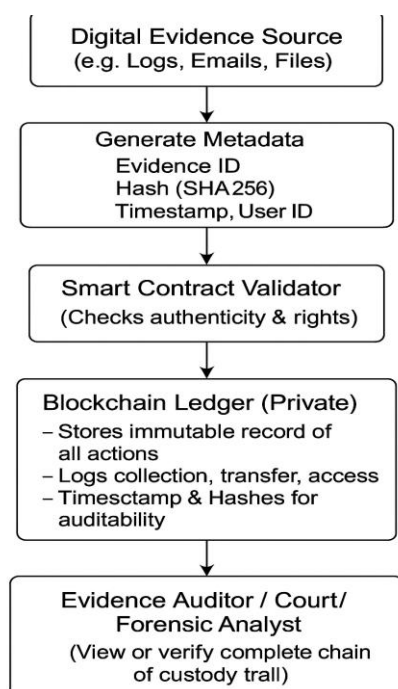 Digital Evidence Source
(e.g. Logs, Emails, Files)
Generate Metadata
Evidence ID
Hash (SHA256)
Timestamp, User ID
Smart Contract Validator
(Checks authenticity & rights)
Blockchain Ledger (Private)
– Stores immutable record of
all actions
– Logs collection, transfer, access
– Timesctamp & Hashes for
auditability
Evidence Auditor / Court/
Forensic Analyst
(View or verify complete chain
of custody trall)